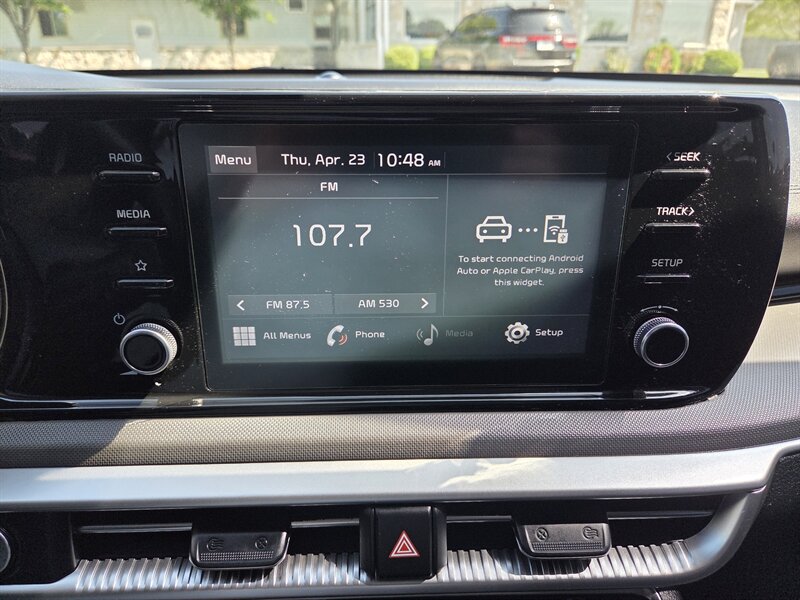 RADIO
MEDIA
Menu Thu, Apr. 23 10:48 AM
FM
107.7
To start connecting Android
Auto or Apple CarPlay, press
this widget.
< FM 87.5 AM 530 >
All Menus Phone Media Setup
< SEEK
TRACK >
SETUP